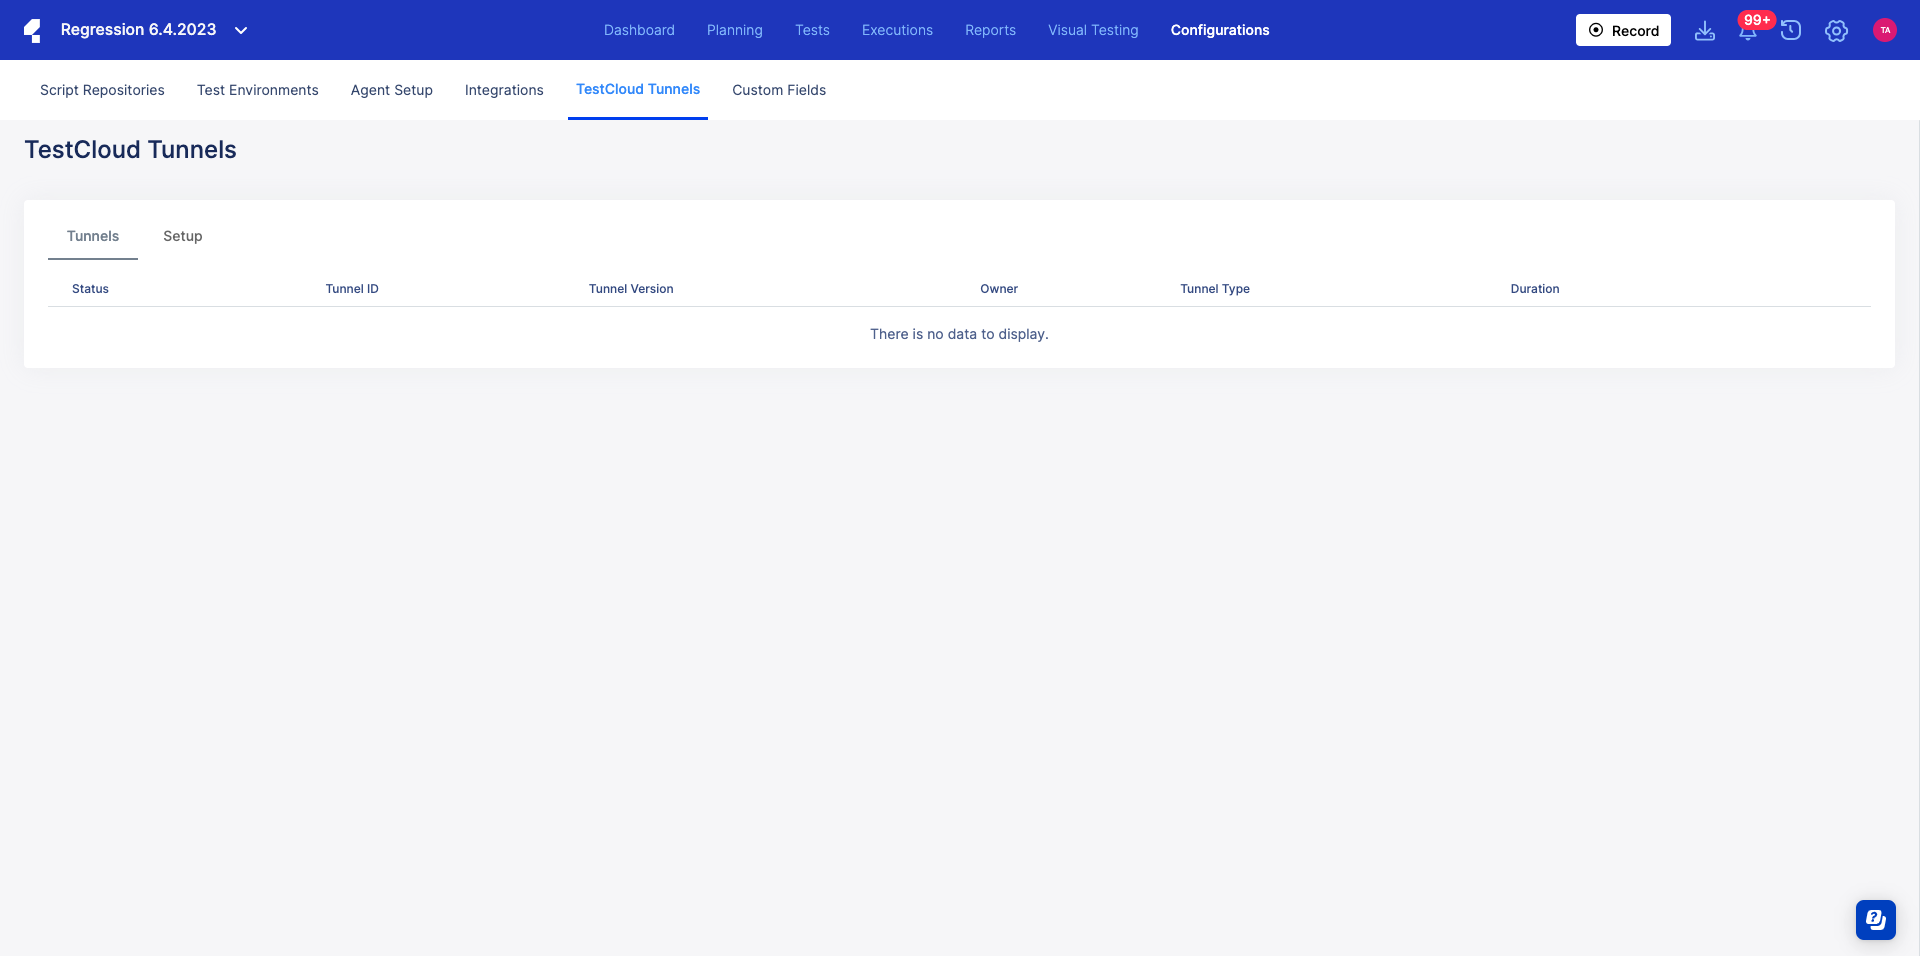 Regression 6.4.2023
Dashboard Planning Tests Executions Reports Visual Testing Configurations
Record
99+
TA
Script Repositories Test Environments Agent Setup Integrations TestCloud Tunnels Custom Fields
TestCloud Tunnels
Tunnels Setup
Status Tunnel ID Tunnel Version Owner Tunnel Type Duration
There is no data to display.
?